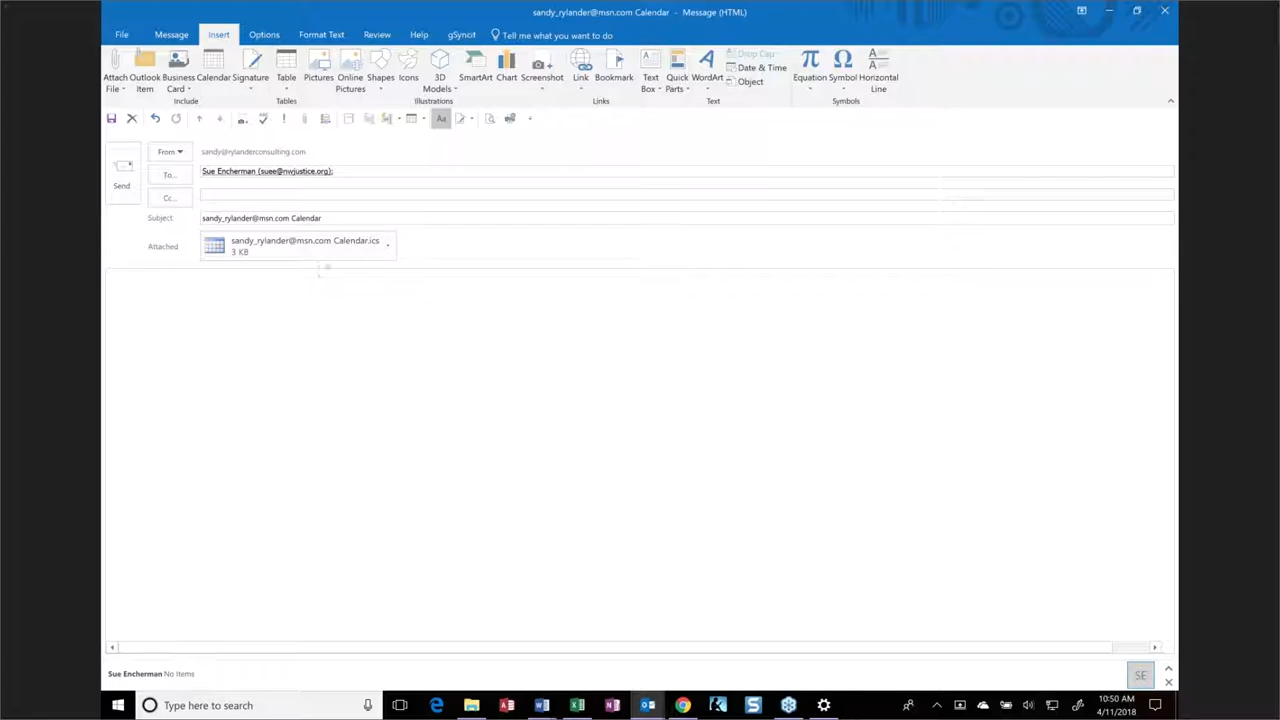 sandy_rylander@msn.com Calendar - Message (HTML)
File Message Insert Options Format Text Review Help gSyncit Tell me what you want to do
Attach File Outlook Item Business Card Calendar Signature Table Pictures Online Pictures Shapes Icons 3D Models SmartArt Chart Screenshot Link Bookmark Text Box Quick Parts WordArt Drop Cap Date & Time Object Equation Symbol Horizontal Line
Include Tables Illustrations Links Text Symbols
Aa
From sandy@rylanderconsulting.com
To... Sue Encherman (suee@nwjustice.org);
Send
Cc...
Subject sandy_rylander@msn.com Calendar
Attached sandy_rylander@msn.com Calendar.ics
3 KB
Sue Encherman No Items SE
Type here to search
10:50 AM
4/11/2018